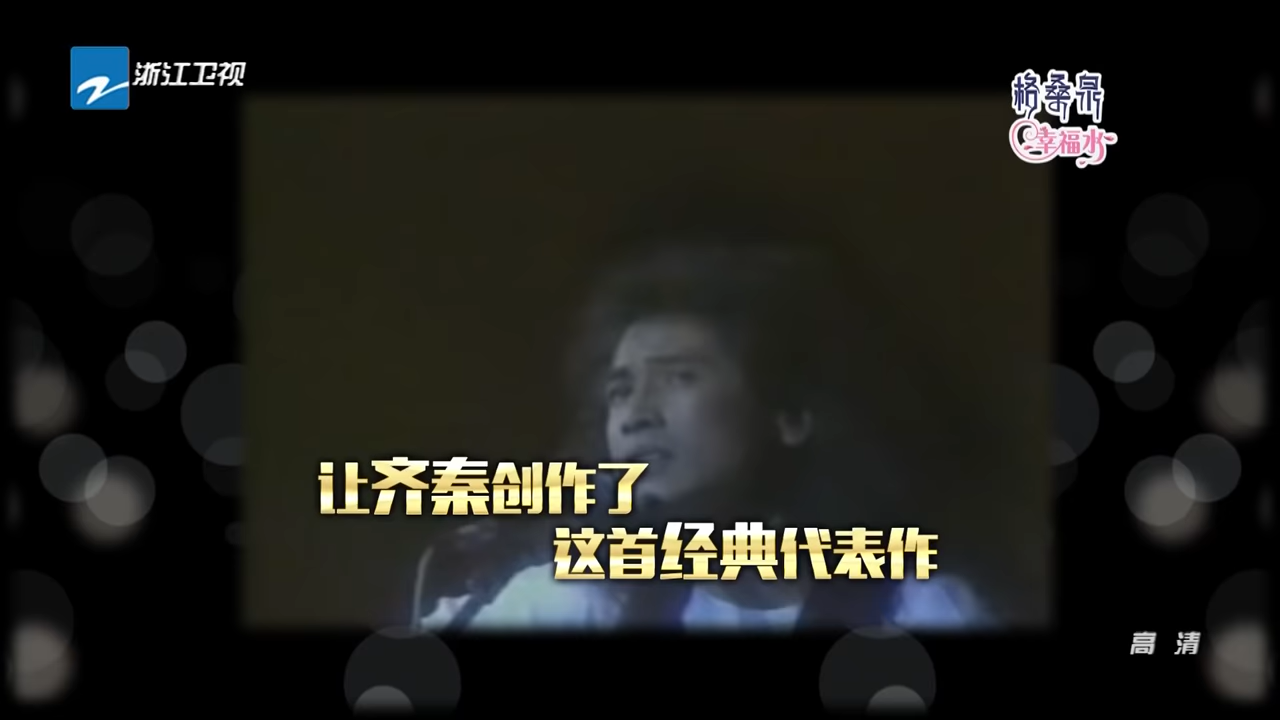 浙江卫视
格桑泉
幸福水
让齐秦创作了
这首经典代表作
高清